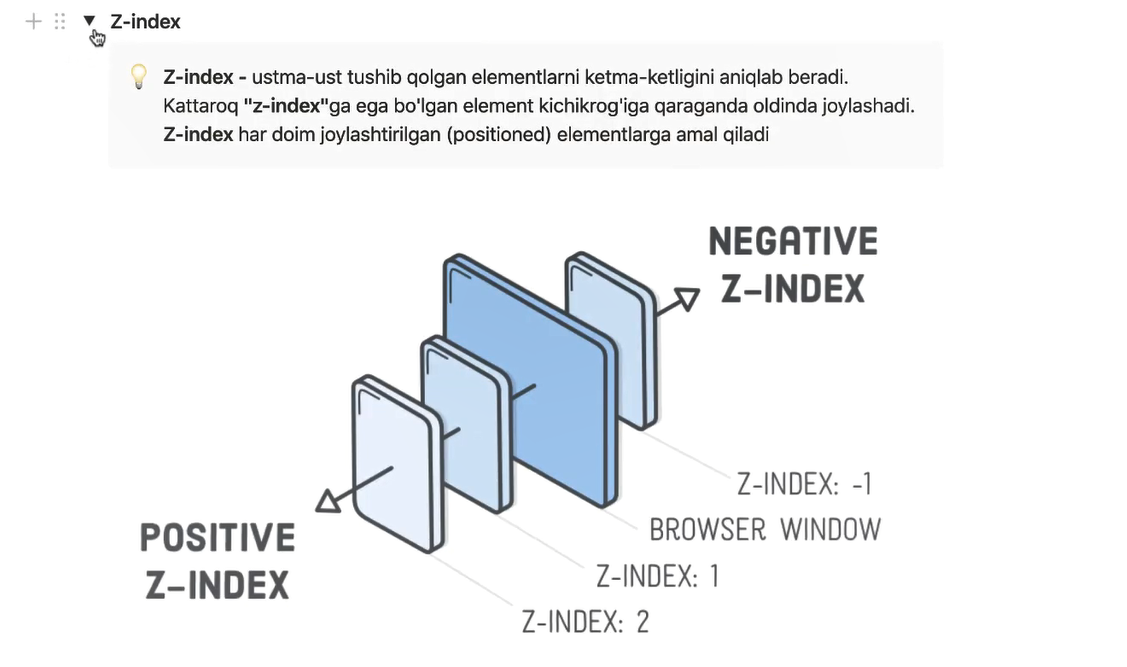 Z-index
Z-index - ustma-ust tushib qolgan elementlarni ketma-ketligini aniqlab beradi.
Kattaroq "z-index"ga ega bo'lgan element kichikrog'iga qaraganda oldinda joylashadi.
Z-index har doim joylashtirilgan (positioned) elementlarga amal qiladi
NEGATIVE
Z-INDEX
Z-INDEX: -1
BROWSER WINDOW
POSITIVE
Z-INDEX
Z-INDEX: 1
Z-INDEX: 2